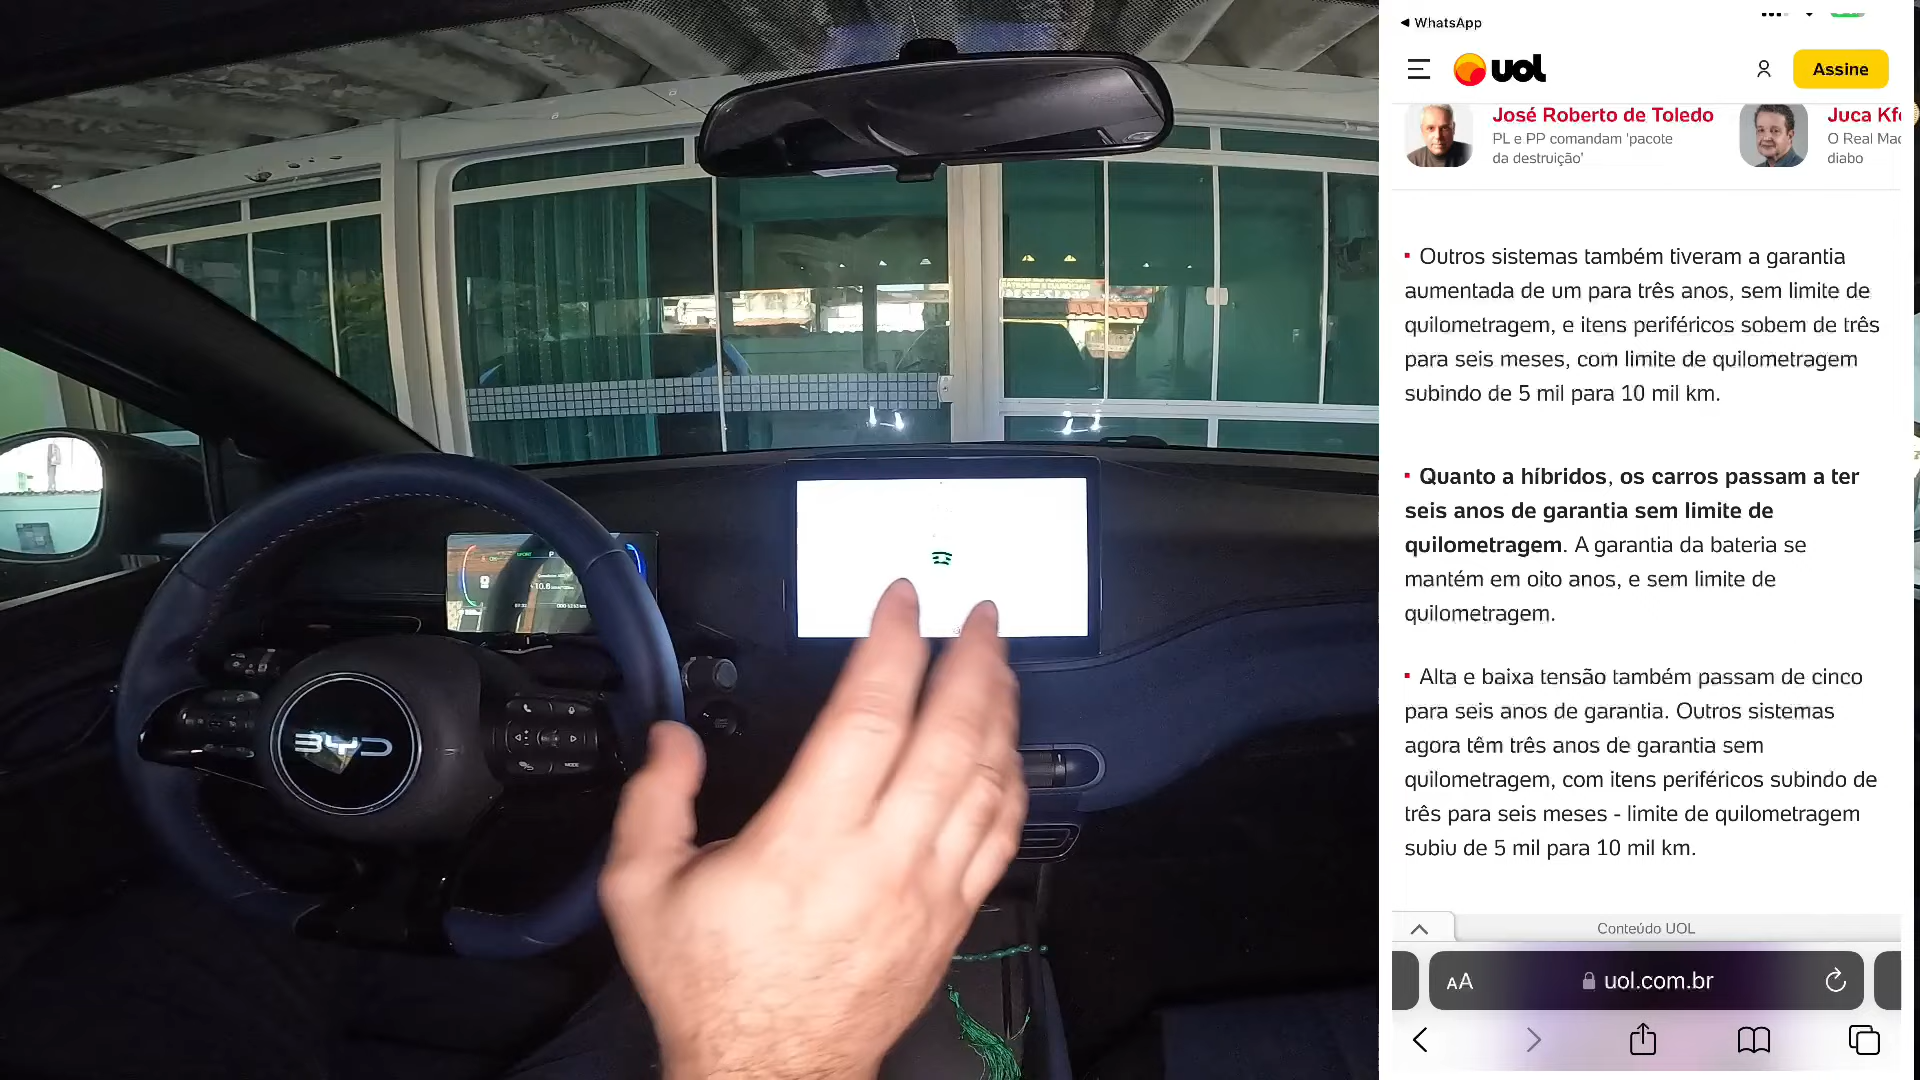 BYD
SPORT
P
MODE
WhatsApp
uol
Assine
José Roberto de Toledo
PL e PP comandam 'pacote
da destruição'
Juca Kf
O Real Mac
diabo
Outros sistemas também tiveram a garantia
aumentada de um para três anos, sem limite de
quilometragem, e itens periféricos sobem de três
para seis meses, com limite de quilometragem
subindo de 5 mil para 10 mil km.
Quanto a híbridos, os carros passam a ter
seis anos de garantia sem limite de
quilometragem. A garantia da bateria se
mantém em oito anos, e sem limite de
quilometragem.
Alta e baixa tensão também passam de cinco
para seis anos de garantia. Outros sistemas
agora têm três anos de garantia sem
quilometragem, com itens periféricos subindo de
três para seis meses - limite de quilometragem
subiu de 5 mil para 10 mil km.
Conteúdo UOL
AA
uol.com.br